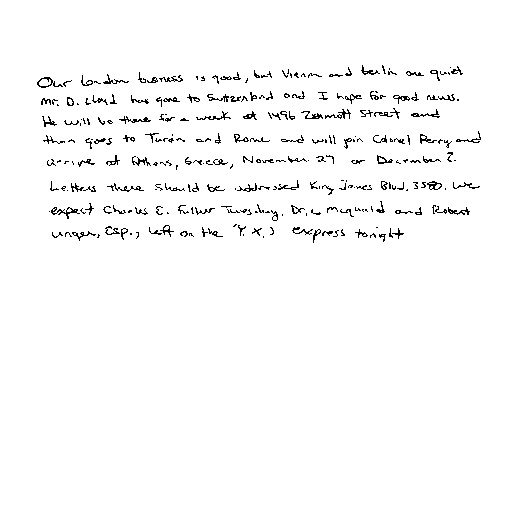 Our London business is good, but Vienna and Berlin are quiet
Mr. D. Lloyd has gone to Switzerland and I hope for good news.
He will be there for a week at 1496 Zermott Street and
then goes to Turin and Rome and will join Colonel Perry and
arrive at Athens, Greece, November 27 or December 2.
Letters there should be addressed King James Blvd. 3580. We
expect Charles E. Fuller Tuesday. Dr. L McQuaid and Robert
Unger, Esp., left on the 'Y.X.' express tonight